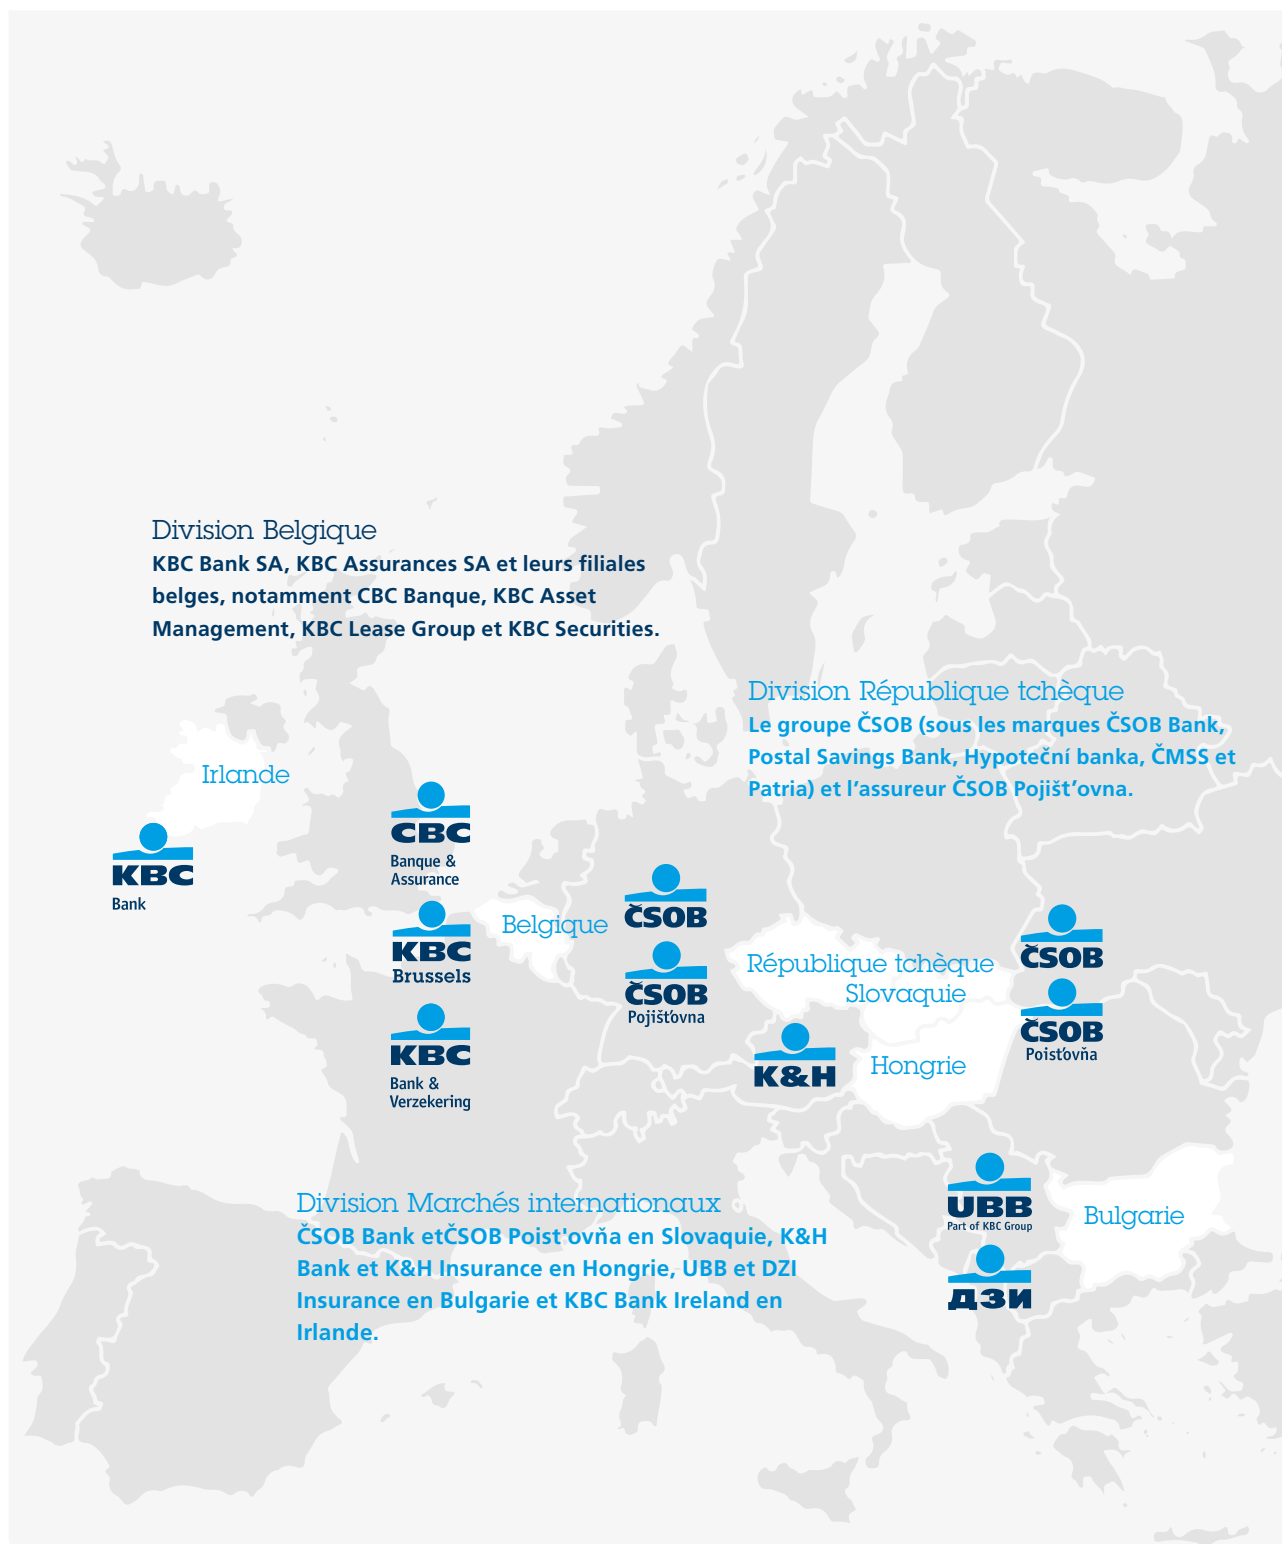 Division Belgique
KBC Bank SA, KBC Assurances SA et leurs filiales
belges, notamment CBC Banque, KBC Asset
Management, KBC Lease Group et KBC Securities.
Division République tchèque
Le groupe ČSOB (sous les marques ČSOB Bank,
Postal Savings Bank, Hypoteční banka, ČMSS et
Patria) et l’assureur ČSOB Pojišt’ovna.
Irlande
KBC
Bank
CBC
Banque &
Assurance
KBC
Brussels
KBC
Bank &
Verzekering
Belgique
ČSOB
ČSOB
Pojišťovna
République tchèque
Slovaquie
ČSOB
ČSOB
Poisťovňa
K&H
Hongrie
Division Marchés internationaux
ČSOB Bank etČSOB Poist'ovňa en Slovaquie, K&H
Bank et K&H Insurance en Hongrie, UBB et DZI
Insurance en Bulgarie et KBC Bank Ireland en
Irlande.
UBB
Part of KBC Group
ДЗИ
Bulgarie